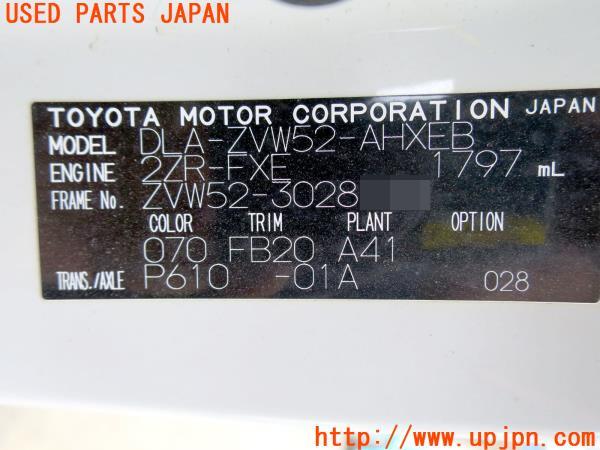 USED PARTS JAPAN
TOYOTA MOTOR CORPORATION JAPAN
MODEL DLA-ZVW52-AHXEB
ENGINE 2ZR-FXE 1797 mL
FRAME No. ZVW52-3028
COLOR TRIM PLANT OPTION
070 FB20 A41
TRANS./AXLE P610 -01A 028
http://www.upjpn.com/